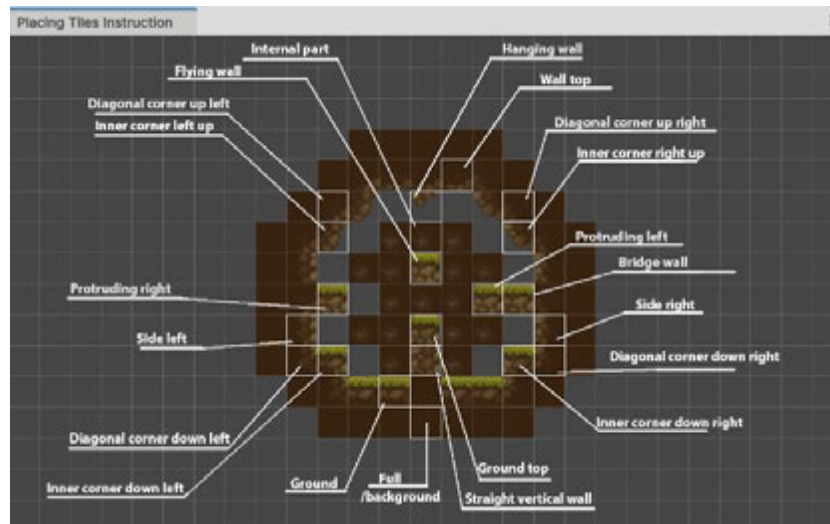 Placing Tiles Instruction
Internal part
Hanging wall
Flying wall
Wall top
Diagonal corner up left
Inner corner left up
Diagonal corner up right
Inner corner right up
Protruding left
Bridge wall
Protruding right
Side right
Side left
Diagonal corner down right
Inner corner down right
Diagonal corner down left
Ground top
Ground
Full
/background
Inner corner down left
Straight vertical wall